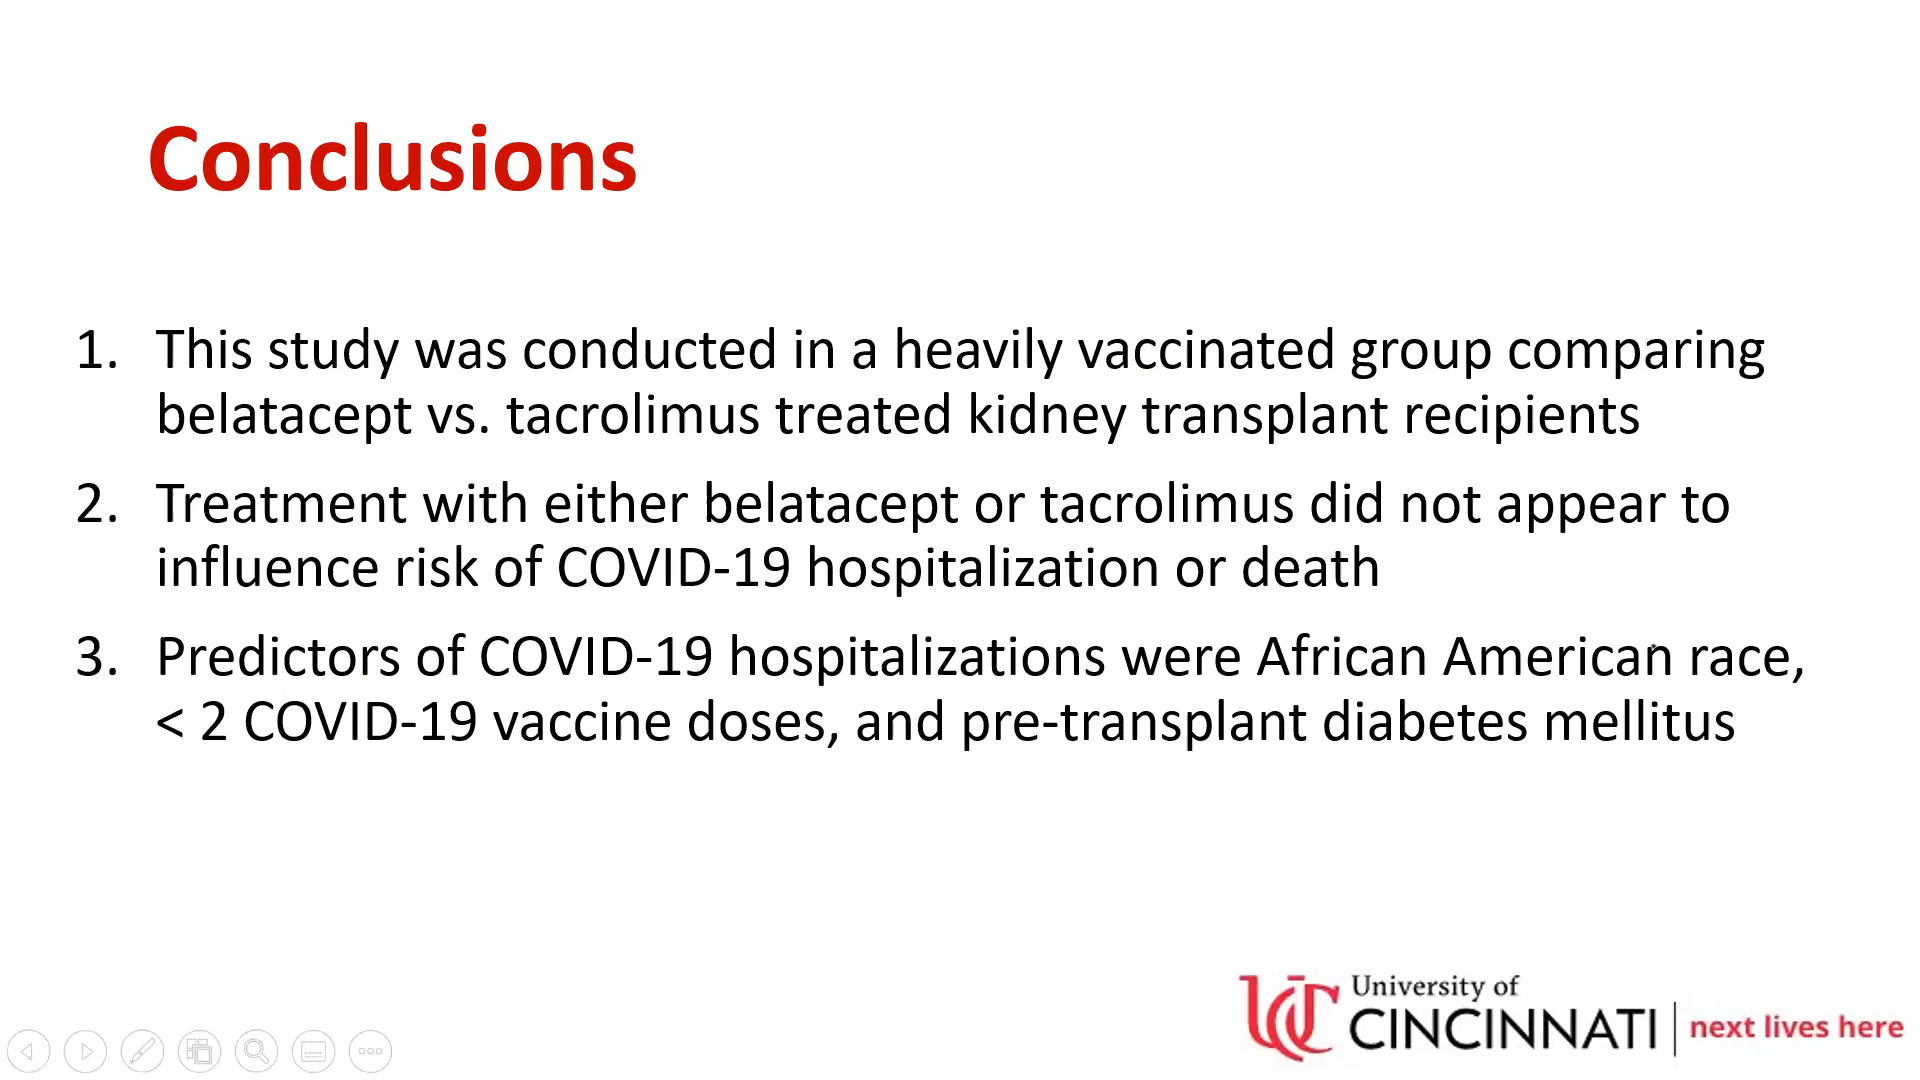 Conclusions
1. This study was conducted in a heavily vaccinated group comparing
belatacept vs. tacrolimus treated kidney transplant recipients
2. Treatment with either belatacept or tacrolimus did not appear to
influence risk of COVID-19 hospitalization or death
3. Predictors of COVID-19 hospitalizations were African American race,
< 2 COVID-19 vaccine doses, and pre-transplant diabetes mellitus
UC
University of
CINCINNATI
next lives here